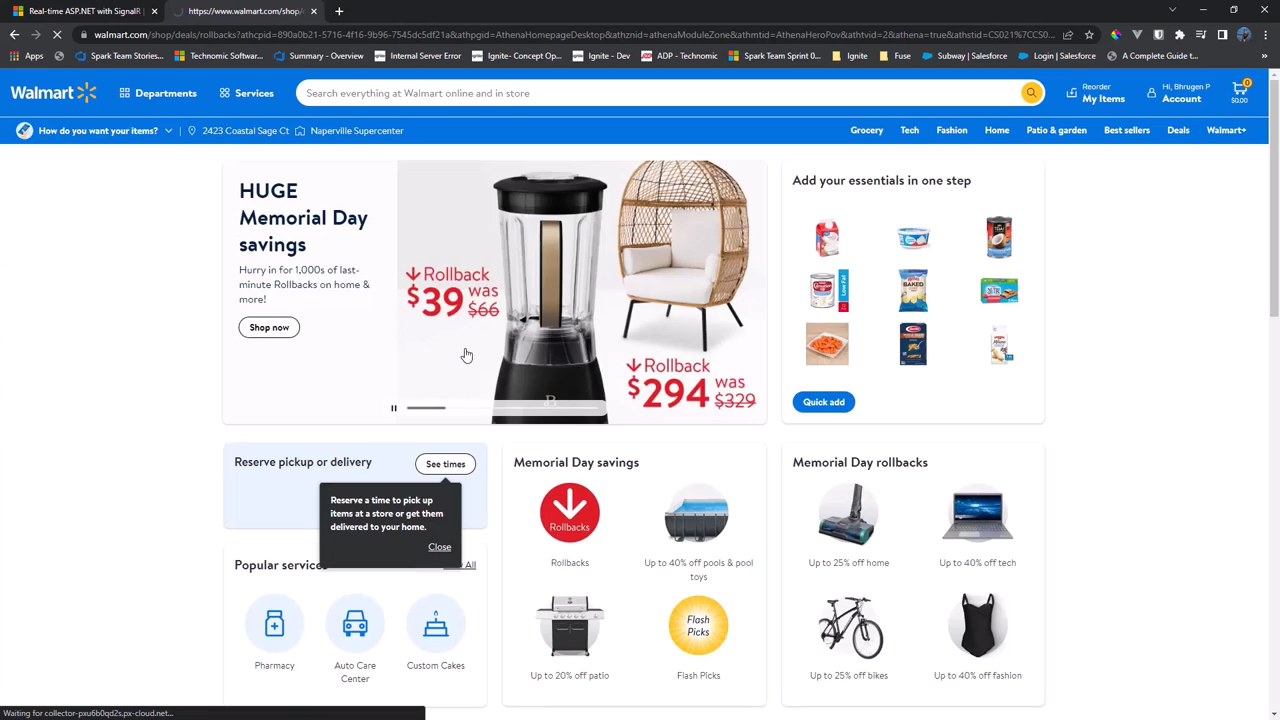 Real-time ASP.NET with SignalR |
https://www.walmart.com/shop/
walmart.com/shop/deals/rollbacks?athcpid=890a0b21-5716-4f16-9b96-7545dc5df21a&athpgid=AthenaHomepageDesktop&athznid=athenaModuleZone&athmtid=AthenaHeroPov&athtvid=2&athena=true&athstid=CS021%7CCS0...
Apps
Spark Team Stories...
Technomic Softwar...
Summary - Overview
Internal Server Error
Ignite-Concept Op...
Ignite - Dev
ADP - Technomic
Spark Team Sprint 0...
Ignite
Fuse
Subway | Salesforce
Login | Salesforce
A Complete Guide t...
Walmart
Departments
Services
Search everything at Walmart online and in store
Reorder
My Items
Hi, Bhrugen P
Account
0
$0.00
How do you want your items?
2423 Coastal Sage Ct
Naperville Supercenter
Grocery
Tech
Fashion
Home
Patio & garden
Best sellers
Deals
Walmart+
HUGE
Memorial Day
savings
Hurry in for 1,000s of last-
minute Rollbacks on home &
more!
Shop now
Rollback
$39 was
$66
Rollback
$294 was
$329
Add your essentials in one step
Quick add
Reserve pickup or delivery
See times
Reserve a time to pick up
items at a store or get them
delivered to your home.
Close
Popular services
All
Pharmacy
Auto Care
Center
Custom Cakes
Memorial Day savings
Rollbacks
Rollbacks
Up to 40% off pools & pool
toys
Up to 20% off patio
Flash
Picks
Flash Picks
Memorial Day rollbacks
Up to 25% off home
Up to 40% off tech
Up to 25% off bikes
Up to 40% off fashion
Waiting for collector-pxu6b0qd2s.px-cloud.net...